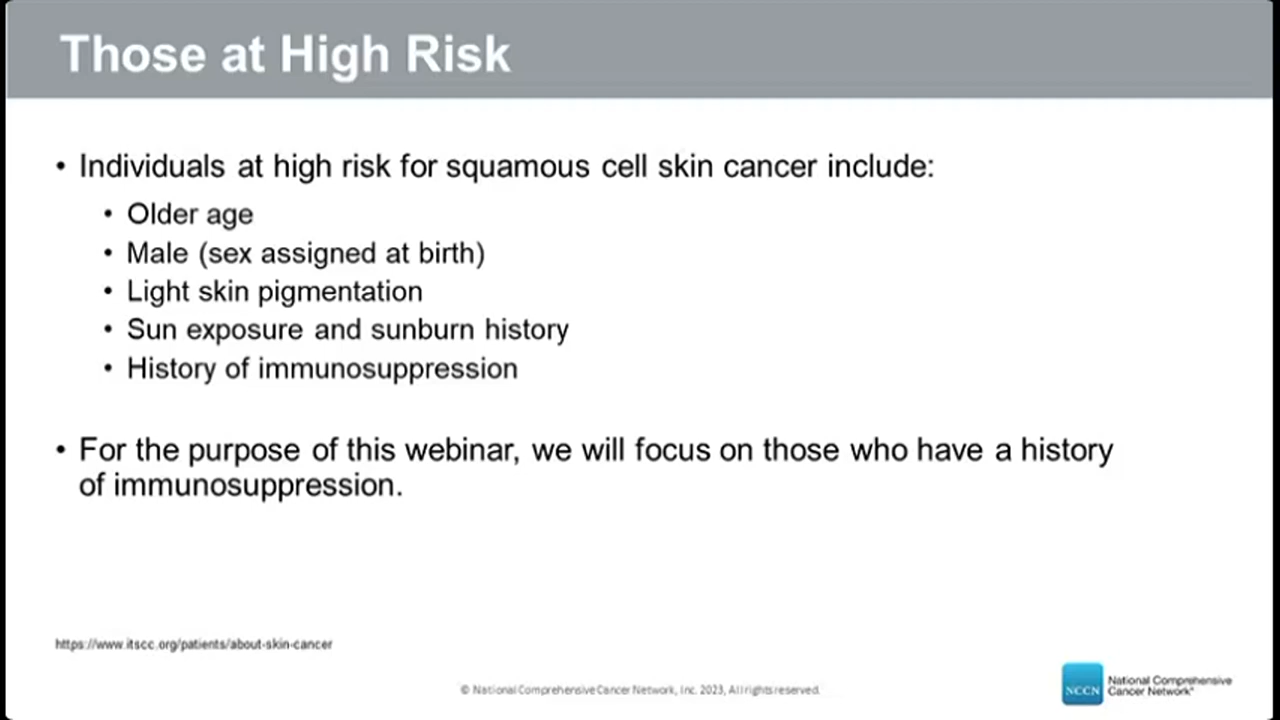 Those at High Risk
• Individuals at high risk for squamous cell skin cancer include:
• Older age
• Male (sex assigned at birth)
• Light skin pigmentation
• Sun exposure and sunburn history
• History of immunosuppression
• For the purpose of this webinar, we will focus on those who have a history
of immunosuppression.
https://www.itscc.org/patients/about-skin-cancer
© National Comprehensive Cancer Network, Inc. 2023, All rights reserved.
NCCN
National Comprehensive
Cancer Network®